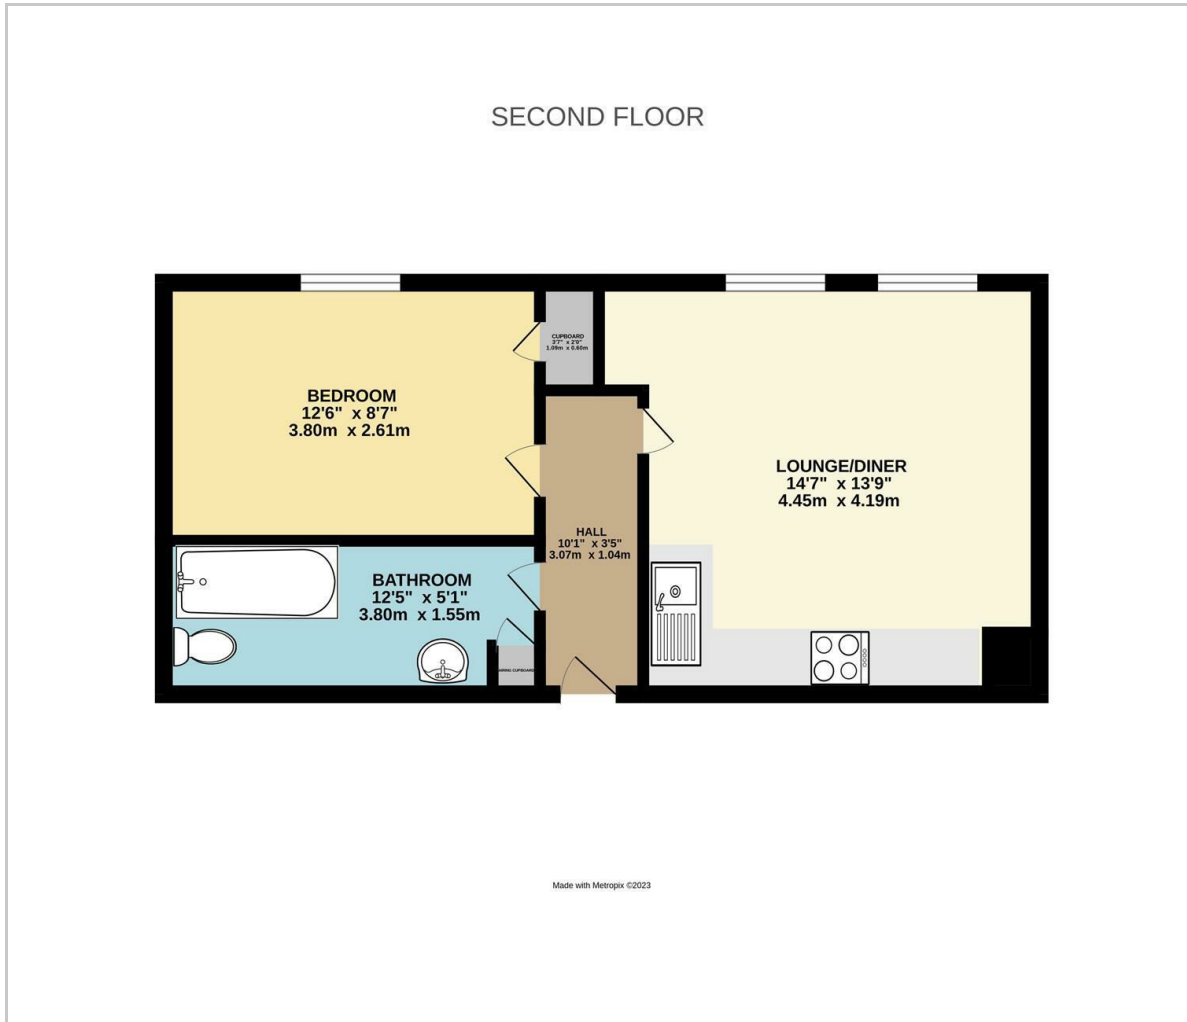 SECOND FLOOR
CUPBOARD
3'7" x 2'0"
1.09m x 0.60m
BEDROOM
12'6" x 8'7"
3.80m x 2.61m
LOUNGE/DINER
14'7" x 13'9"
4.45m x 4.19m
HALL
10'1" x 3'5"
3.07m x 1.04m
BATHROOM
12'5" x 5'1"
3.80m x 1.55m
CUPBOARD
Made with Metropix ©2023